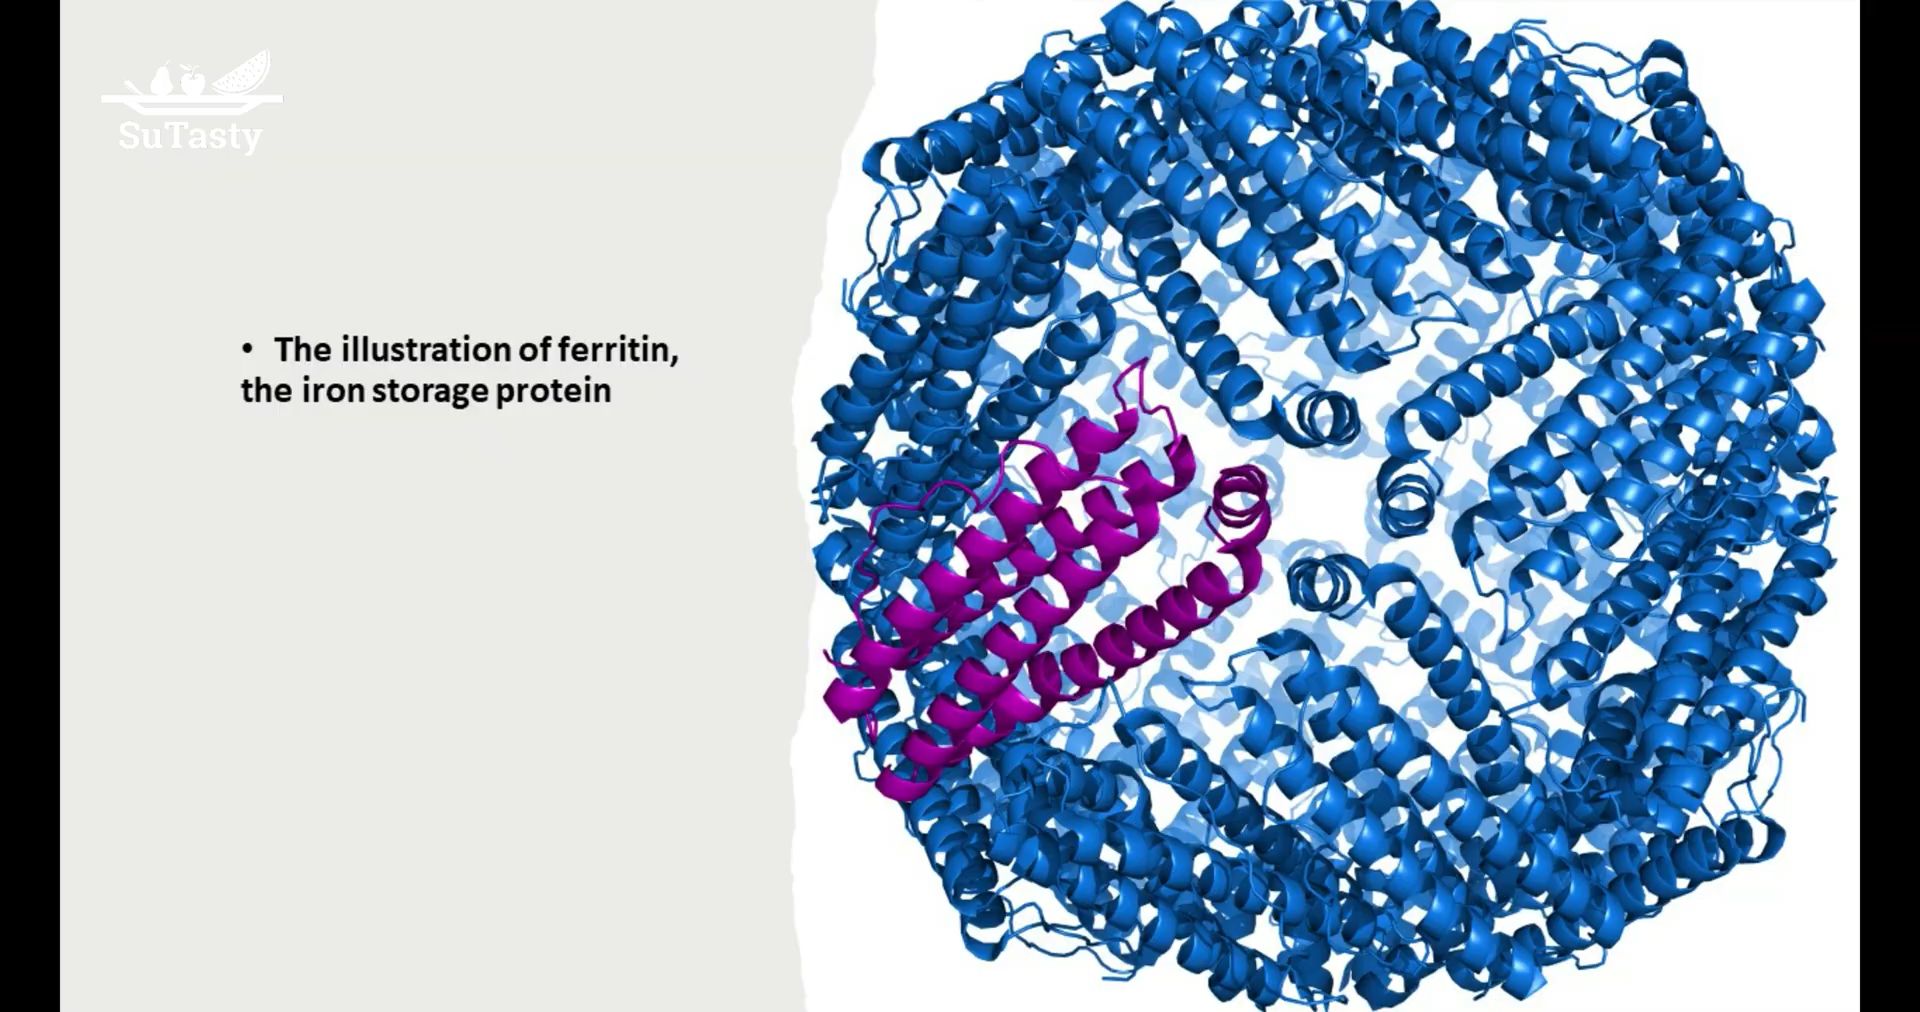 SuTasty
• The illustration of ferritin,
the iron storage protein